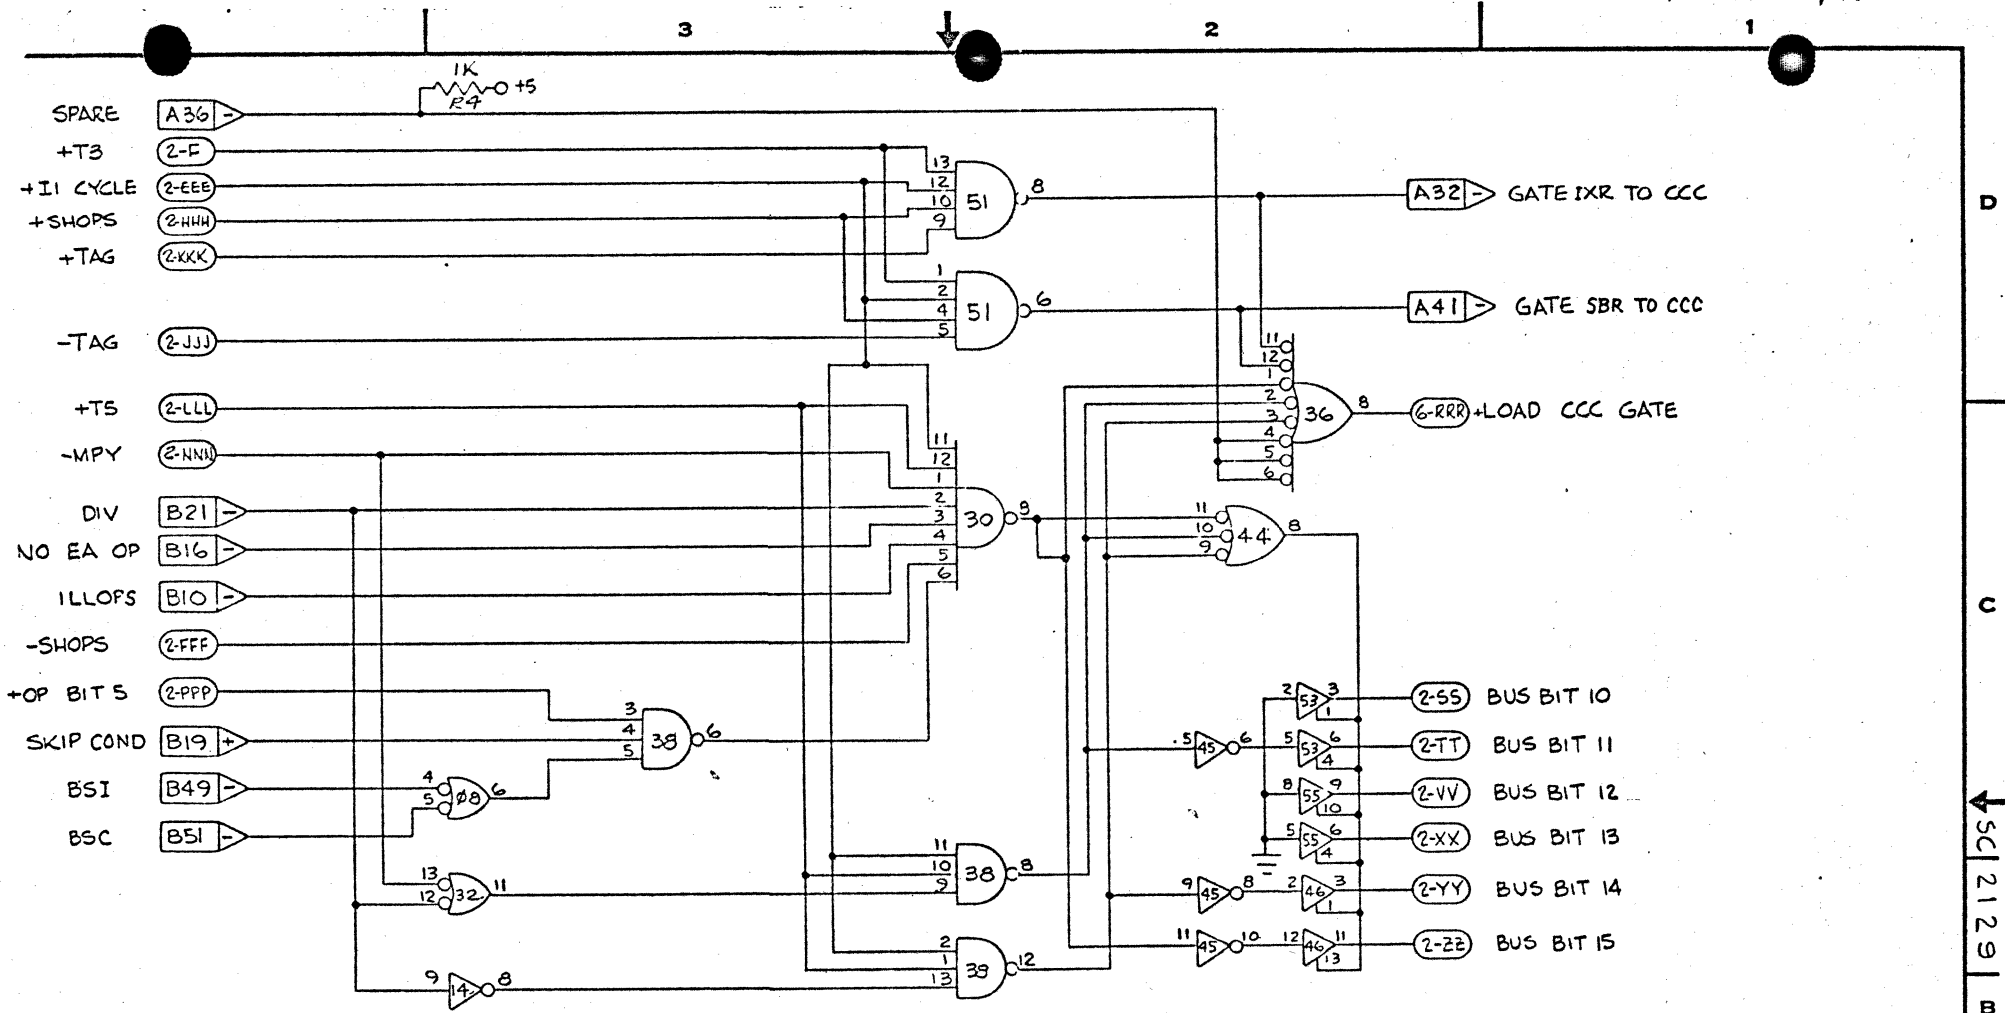 3 2 1
1K
R4 +5
SPARE A36 -
+T3 2-F
+I1 CYCLE 2-EEE
+SHOPS 2-HHH
+TAG 2-KKK
13 12 10 9 51 8
A32 - GATE IXR TO CCC
D
1 2 4 5 51 6
A41 - GATE SBR TO CCC
-TAG 2-JJJ
11 12 1 2 3 4 5 6 36 8
6-RRR +LOAD CCC GATE
+T5 2-LLL
-MPY 2-NNN
DIV B21 -
NO EA OP B16 -
ILLOPS B10 -
-SHOPS 2-FFF
11 12 1 2 3 4 5 6 30
11 10 9 44 8
C
+OP BIT 5 2-PPP
SKIP COND B19 +
BSI B49 -
BSC B51 -
3 4 5 38 6
4 5 08 6
2 53 3 1 2-SS BUS BIT 10
5 45 6 5 53 6 4 2-TT BUS BIT 11
8 55 9 10 2-VV BUS BIT 12
5 55 6 4 2-XX BUS BIT 13
13 12 32 11
11 10 9 38 8
9 45 8 2 46 3 1 2-YY BUS BIT 14
11 45 10 12 46 11 13 2-ZZ BUS BIT 15
9 14 8
2 1 13 38 12
SC 2129
B